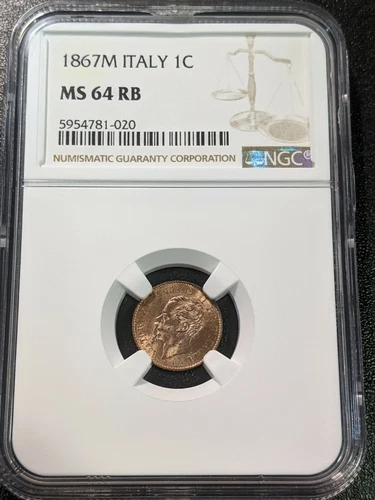 1867M ITALY 1C
MS 64 RB
5954781-020
NUMISMATIC GUARANTY CORPORATION
NGC